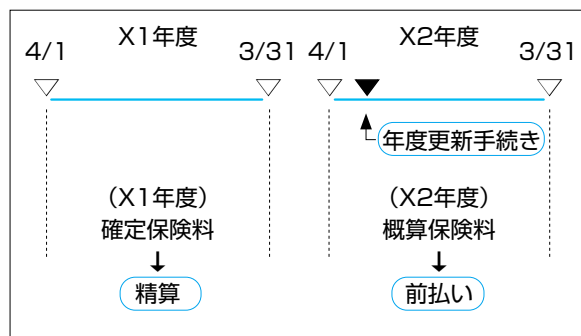 X1年度 X2年度
4/1 3/31 4/1 3/31
年度更新手続き
（X1年度） （X2年度）
確定保険料 概算保険料
精算 前払い